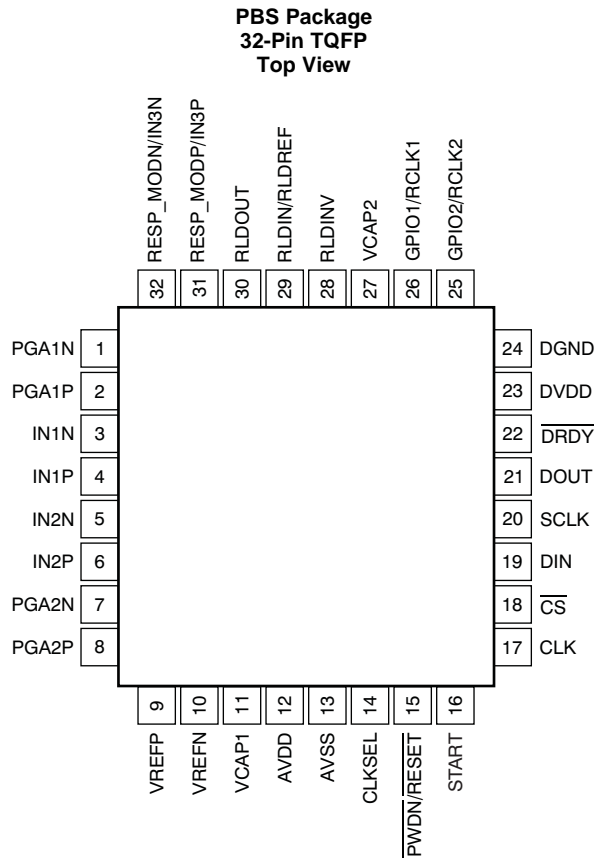 PBS Package
32-Pin TQFP
Top View
RESP_MODN/IN3N
RESP_MODP/IN3P
RLDOUT
RLDIN/RLDREF
RLDINV
VCAP2
GPIO1/RCLK1
GPIO2/RCLK2
32
31
30
29
28
27
26
25
PGA1N 1
PGA1P 2
IN1N 3
IN1P 4
IN2N 5
IN2P 6
PGA2N 7
PGA2P 8
24 DGND
23 DVDD
22 DRDY
21 DOUT
20 SCLK
19 DIN
18 CS
17 CLK
9
10
11
12
13
14
15
16
VREFP
VREFN
VCAP1
AVDD
AVSS
CLKSEL
PWDN/RESET
START